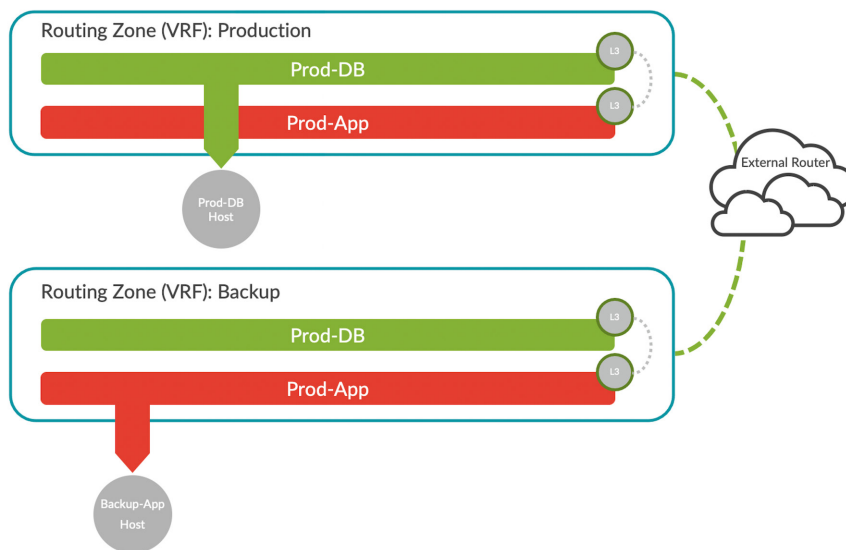 Routing Zone (VRF): Production
L3
Prod-DB
L3
Prod-App
External Router
Prod-DB
Host
Routing Zone (VRF): Backup
L3
Prod-DB
L3
Prod-App
Backup-App
Host